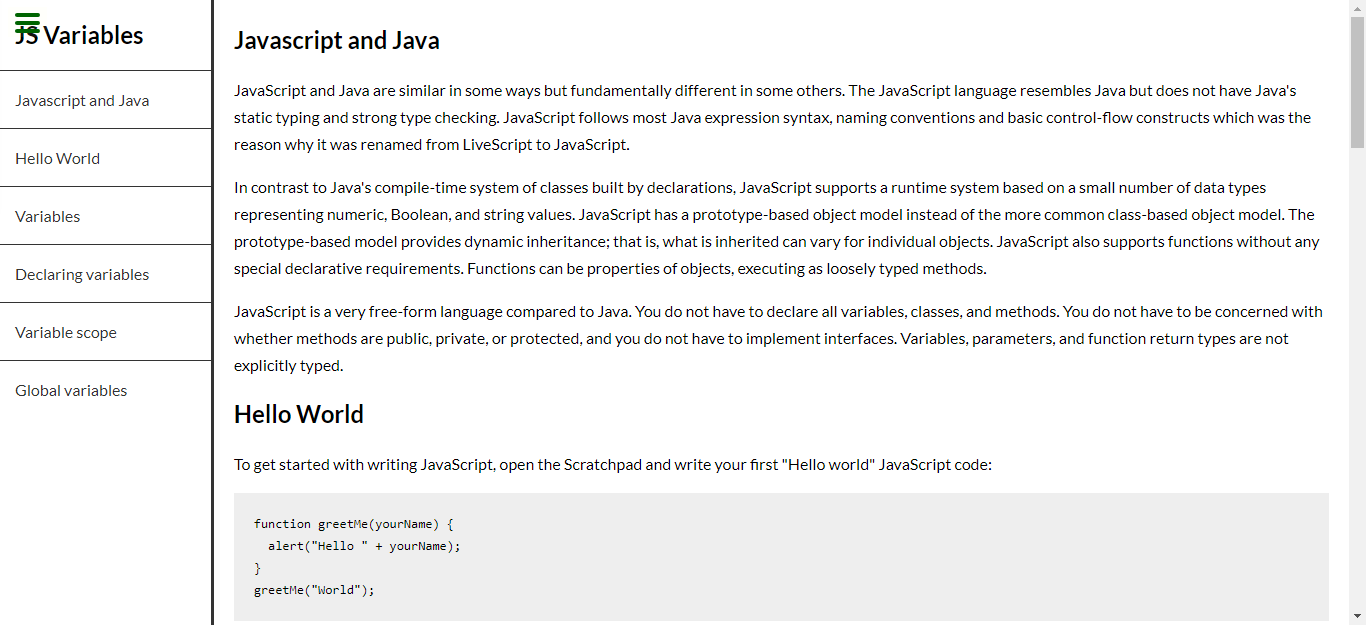 JS Variables
Javascript and Java
Hello World
Variables
Declaring variables
Variable scope
Global variables
Javascript and Java
JavaScript and Java are similar in some ways but fundamentally different in some others. The JavaScript language resembles Java but does not have Java's
static typing and strong type checking. JavaScript follows most Java expression syntax, naming conventions and basic control-flow constructs which was the
reason why it was renamed from LiveScript to JavaScript.
In contrast to Java's compile-time system of classes built by declarations, JavaScript supports a runtime system based on a small number of data types
representing numeric, Boolean, and string values. JavaScript has a prototype-based object model instead of the more common class-based object model. The
prototype-based model provides dynamic inheritance; that is, what is inherited can vary for individual objects. JavaScript also supports functions without any
special declarative requirements. Functions can be properties of objects, executing as loosely typed methods.
JavaScript is a very free-form language compared to Java. You do not have to declare all variables, classes, and methods. You do not have to be concerned with
whether methods are public, private, or protected, and you do not have to implement interfaces. Variables, parameters, and function return types are not
explicitly typed.
Hello World
To get started with writing JavaScript, open the Scratchpad and write your first "Hello world" JavaScript code:
function greetMe(yourName) {
  alert("Hello " + yourName);
}
greetMe("World");